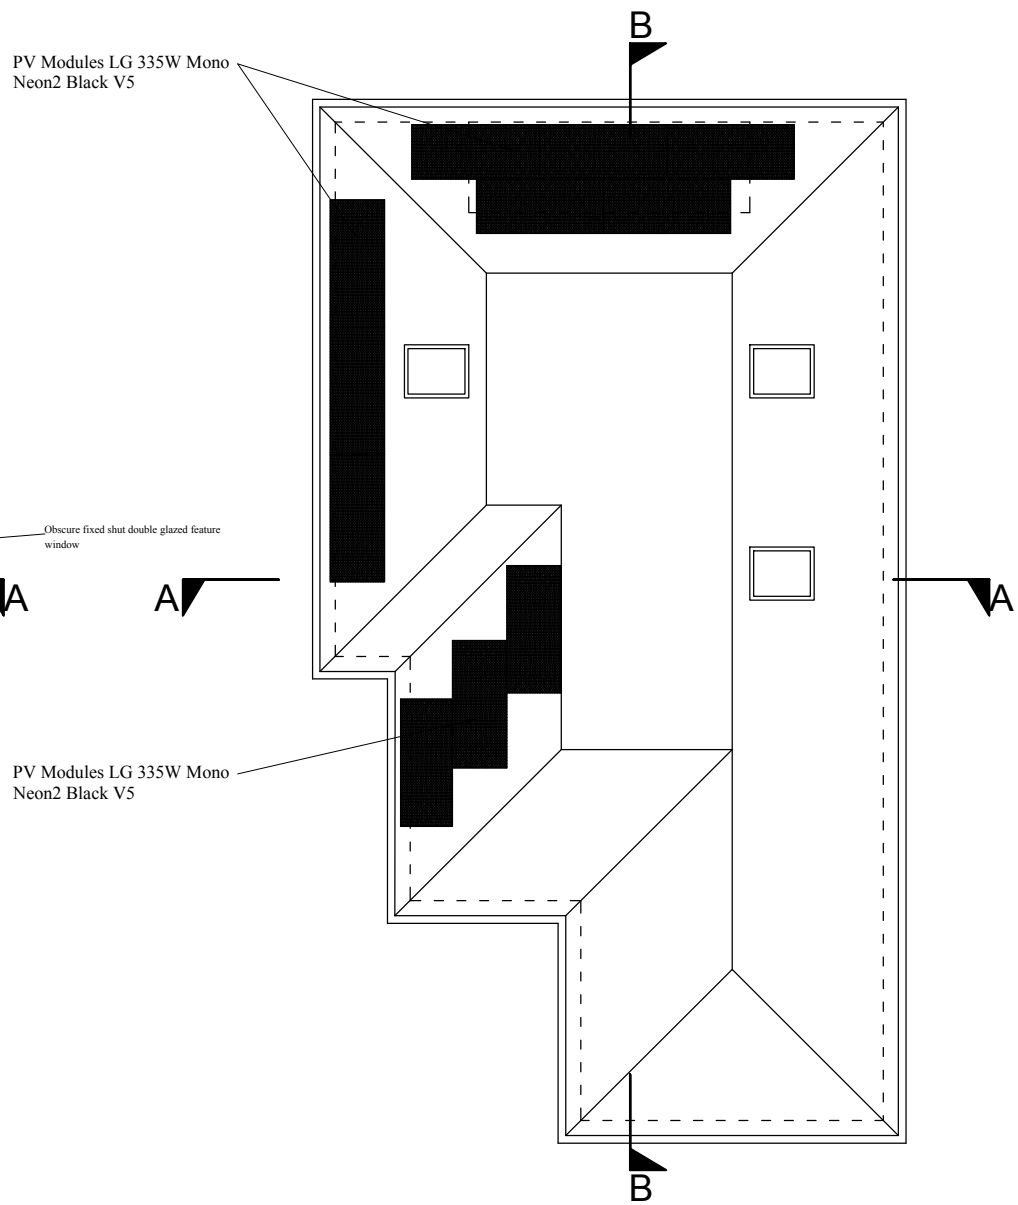 B
PV Modules LG 335W Mono
Neon2 Black V5
Obscure fixed shut double glazed feature
window
A
A
A
PV Modules LG 335W Mono
Neon2 Black V5
B